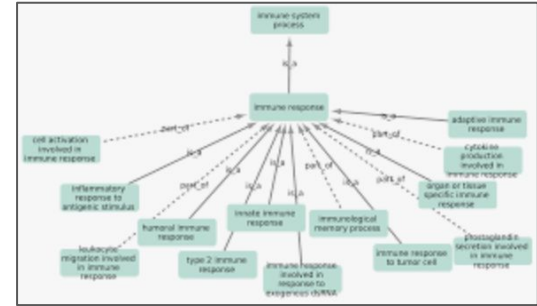 immune system
process
is_a
immune response
is_a
adaptive immune
response
part_of
part_of
cell activation
involved in
immune response
is_a
is_a
cytokine
production
involved in
immune response
inflammatory
response to
antigenic stimulus
part_of
is_a
is_a
part_of
is_a
part_of
organ or tissue
specific immune
response
is_a
is_a
humoral immune
response
innate immune
response
immunological
memory process
leukocyte
migration involved
in immune
response
type 2 immune
response
immune response
involved in
response to
exogenous dsRNA
immune response
to tumor cell
prostaglandin
secretion involved
in immune
response